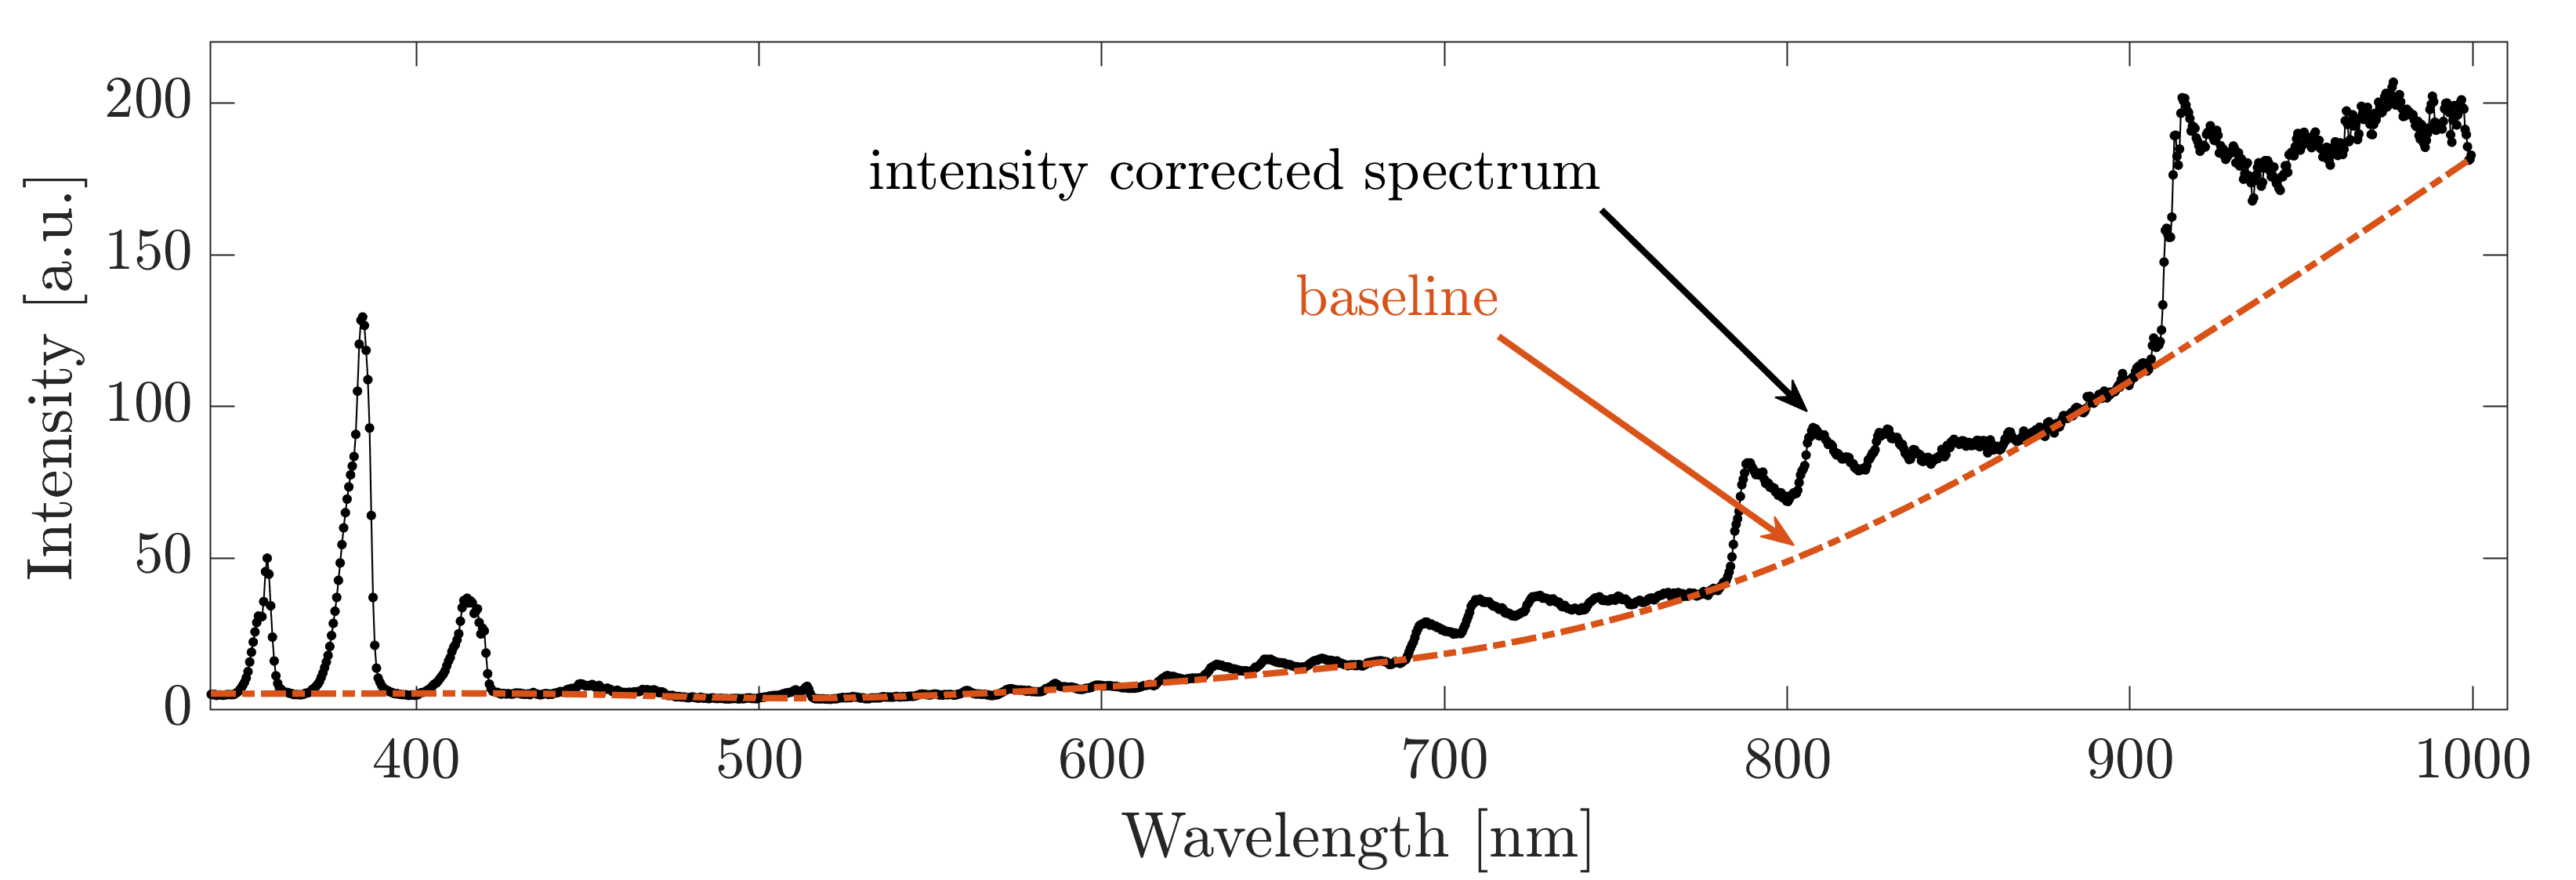 200
150
100
50
0
Intensity [a.u.]
intensity corrected spectrum
baseline
400 500 600 700 800 900 1000
Wavelength [nm]